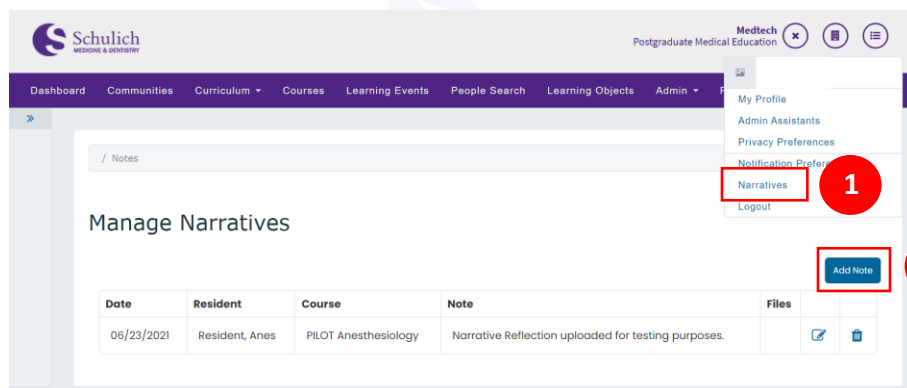 Schulich
MEDICINE & DENTISTRY
Medtech
Postgraduate Medical Education
Dashboard Communities Curriculum Courses Learning Events People Search Learning Objects Admin
My Profile
Admin Assistants
Privacy Preferences
/ Notes
Notification
Narratives
1
Logout
Manage Narratives
Add Note
Date Resident Course Note Files
06/23/2021 Resident, Anes PILOT Anesthesiology Narrative Reflection uploaded for testing purposes.